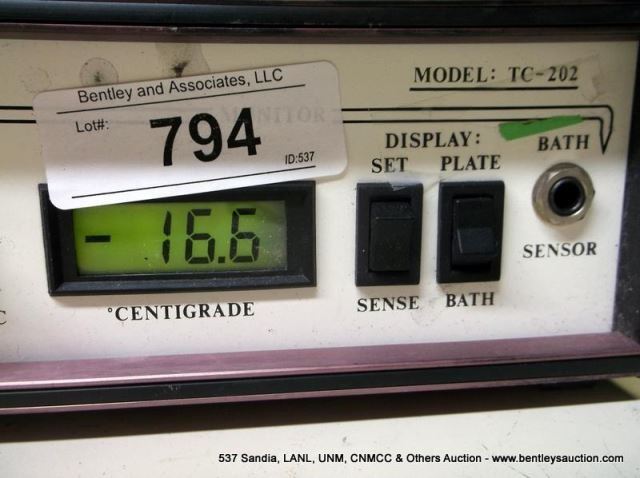 MODEL: TC-202
Bentley and Associates, LLC
Lot#:
794
ID:537
MONITOR
DISPLAY:
SET PLATE
BATH
- 16.6
SENSOR
°CENTIGRADE
SENSE BATH
C
537 Sandia, LANL, UNM, CNMCC & Others Auction - www.bentleysauction.com